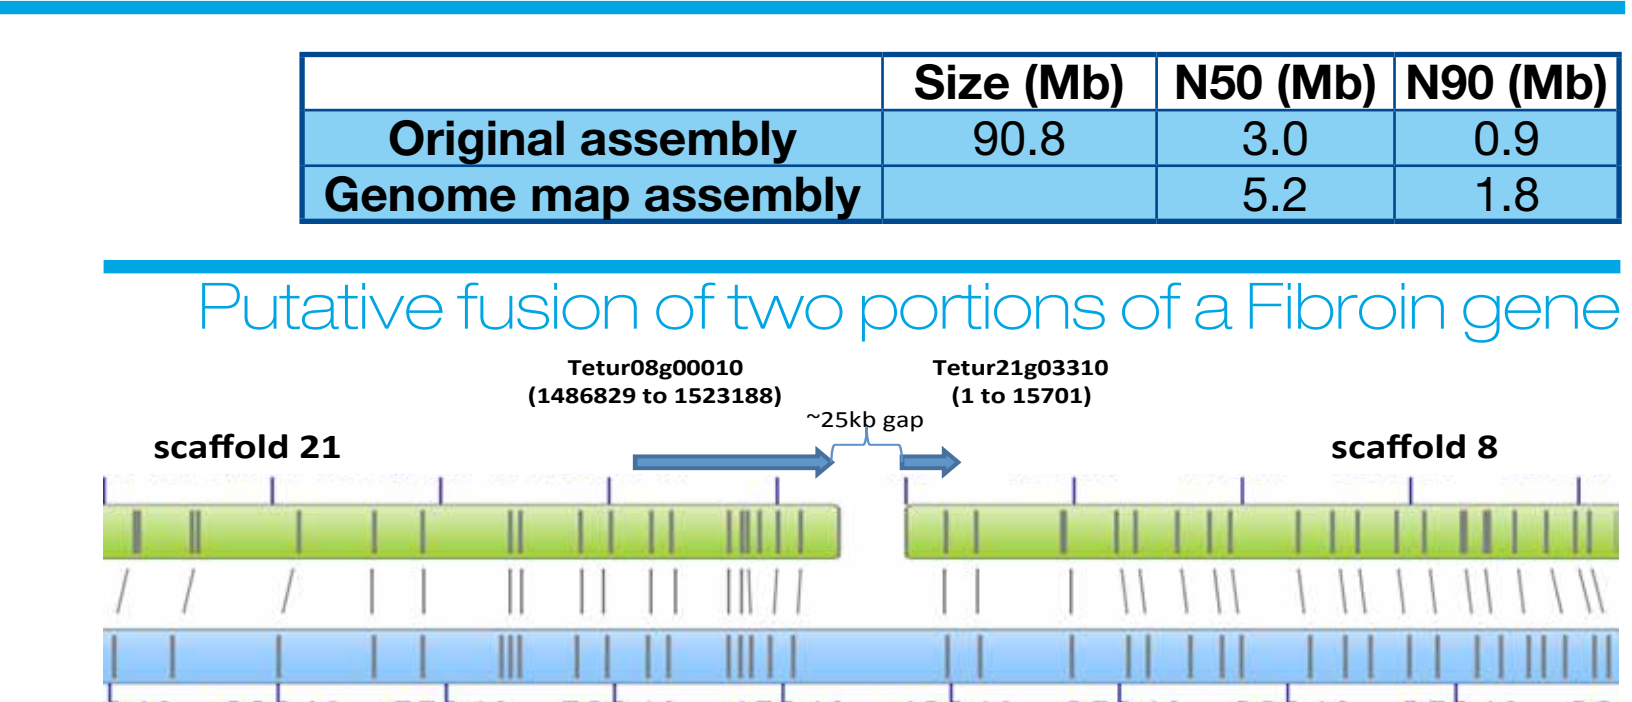 Size (Mb) N50 (Mb) N90 (Mb)
Original assembly 90.8 3.0 0.9
Genome map assembly 5.2 1.8
Putative fusion of two portions of a Fibroin gene
Tetur08g00010 Tetur21g03310
(1486829 to 1523188) (1 to 15701)
~25kb gap
scaffold 21 scaffold 8